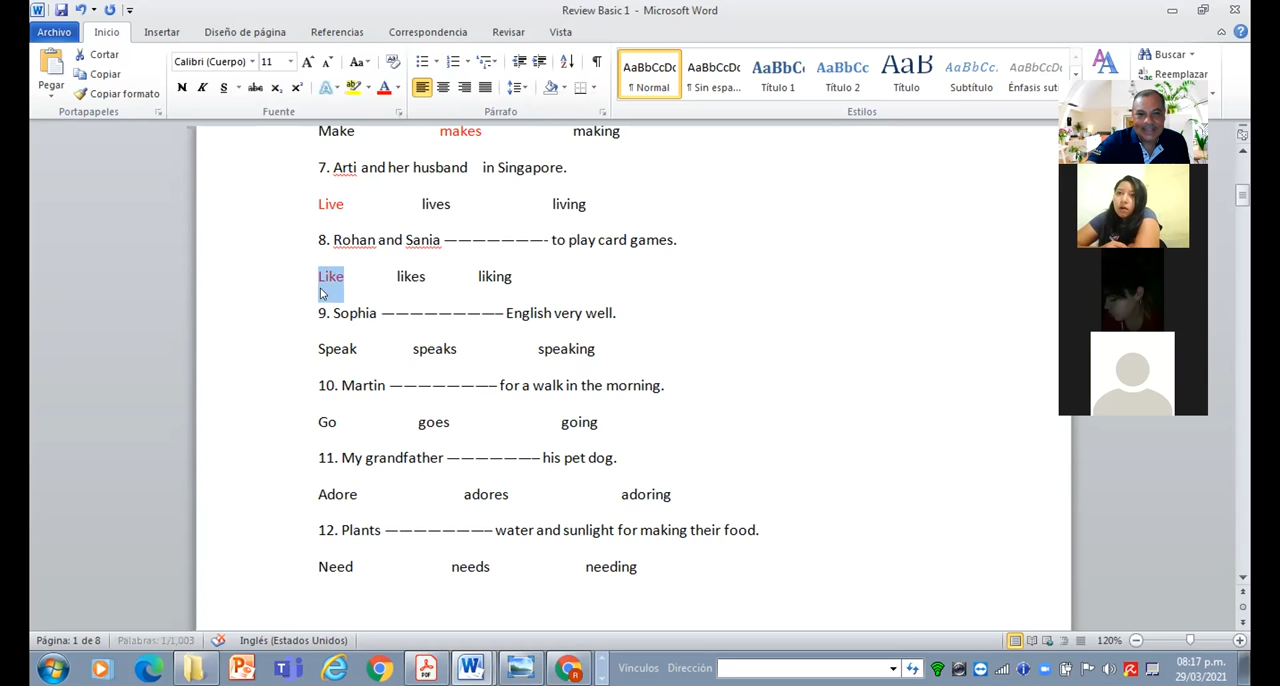 Review Basic 1 - Microsoft Word
Archivo Inicio Insertar Diseño de página Referencias Correspondencia Revisar Vista
Pegar
Cortar
Copiar
Copiar formato
Portapapeles
Calibri (Cuerpo) 11
N K S abc x₂ x²
Fuente
Párrafo
AaBbCcDc AaBbCcDc AaBbC AaBbCc AaB AaBbCc. AaBbCcDc
¶ Normal ¶ Sin espa... Título 1 Título 2 Título Subtítulo Énfasis sut
Estilos
Buscar
Reemplazar
Make makes making
7. Arti and her husband in Singapore.
Live lives living
8. Rohan and Sania ———————- to play card games.
Like likes liking
9. Sophia ————————– English very well.
Speak speaks speaking
10. Martin ———————– for a walk in the morning.
Go goes going
11. My grandfather ——————– his pet dog.
Adore adores adoring
12. Plants ———————– water and sunlight for making their food.
Need needs needing
Página: 1 de 8 Palabras: 1/1,003 Inglés (Estados Unidos) 120%
Vínculos Dirección
08:17 p.m.
29/03/2021